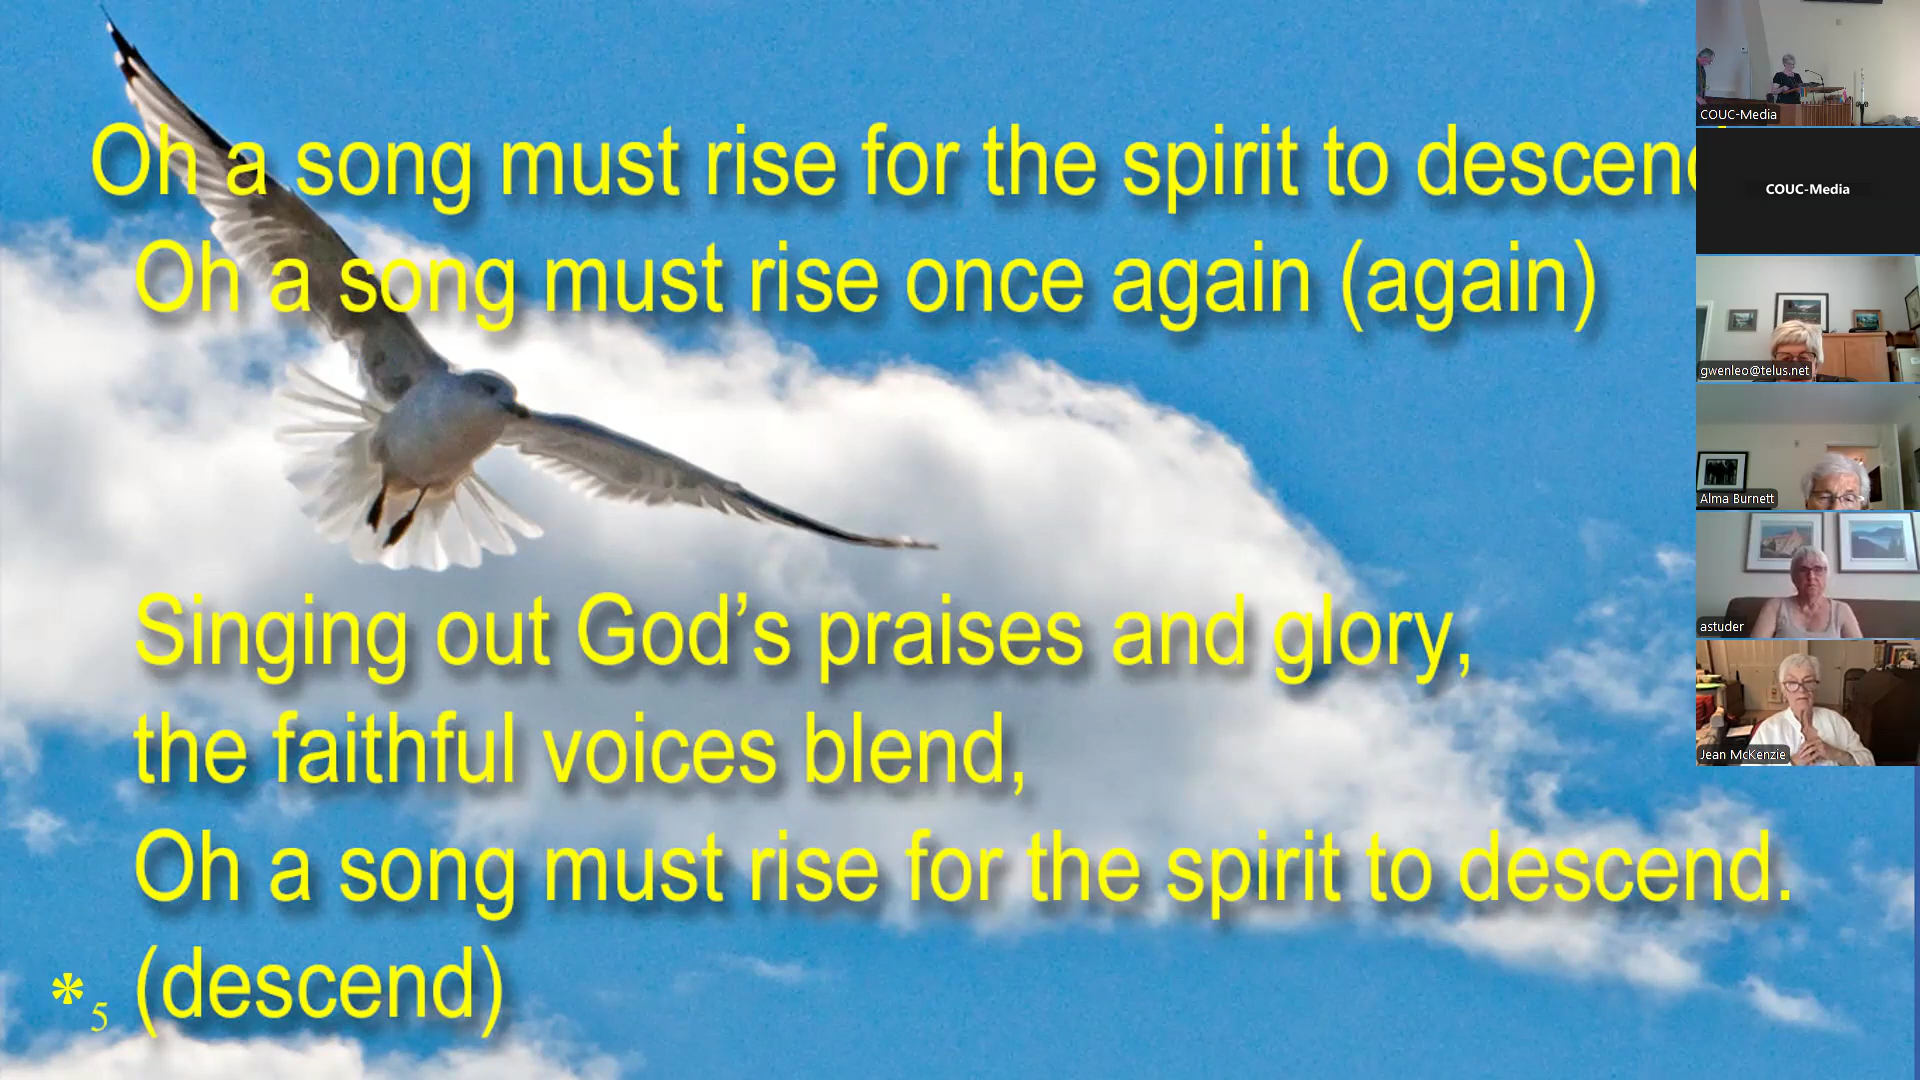 Oh a song must rise for the spirit to descend
Oh a song must rise once again (again)
Singing out God’s praises and glory,
the faithful voices blend,
Oh a song must rise for the spirit to descend.
(descend)
* 5
COUC-Media
COUC-Media
gwenleo@telus.net
Alma Burnett
astuder
Jean McKenzie